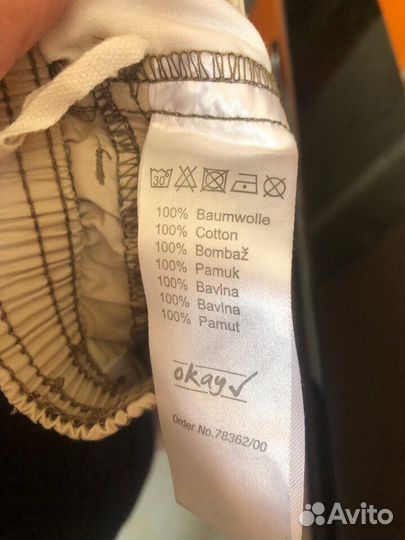 30°
100% Baumwolle
100% Cotton
100% Bombaž
100% Pamuk
100% Bavlna
100% Bavlna
100% Pamut
okay
Order No.78362/00
Avito